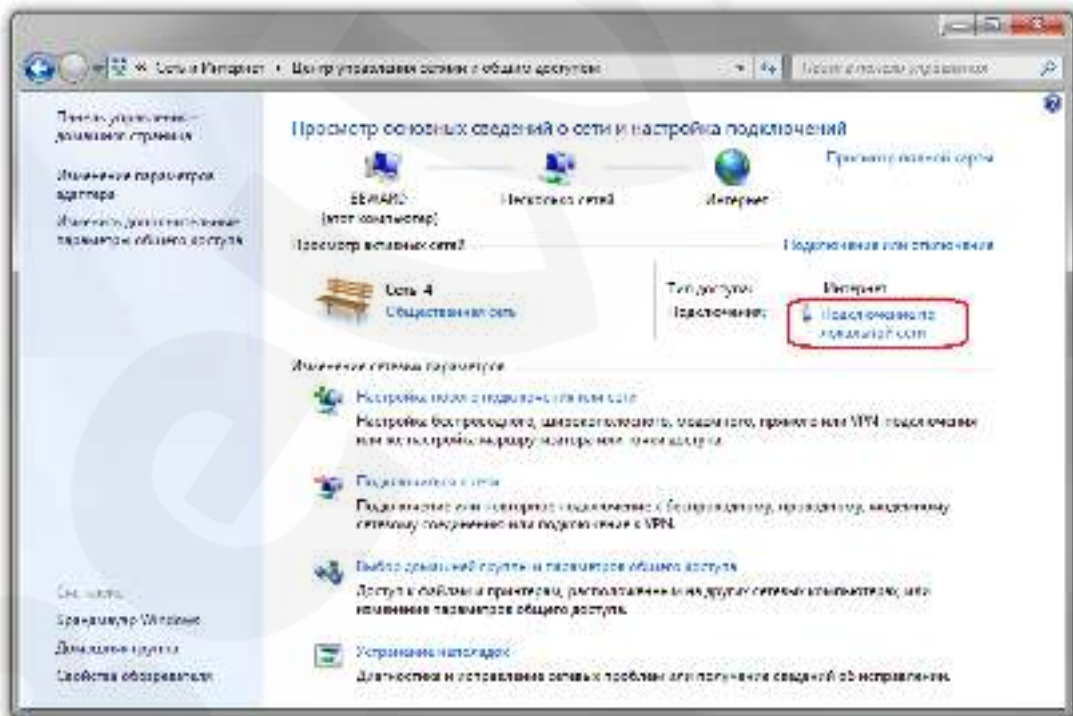 Сеть и Интернет
Центр управления сетями и общим доступом
Панель управления -
домашняя страница
Изменение параметров
адаптера
Изменить дополнительные
параметры общего доступа
Просмотр основных сведений о сети и настройка подключений
Просмотр полной карты
(этот компьютер)
Несколько сетей
Интернет
Просмотр активных сетей
Подключение или отключение
Сеть 4
Общественная сеть
Тип доступа:
Интернет
Подключения:
Подключение по
локальной сети
Изменение сетевых параметров
Настройка нового подключения или сети
Настройка беспроводного, широкополосного, модемного, прямого или VPN-подключения
или же настройка маршрутизатора или точки доступа.
Подключиться к сети
Подключение или повторное подключение к беспроводному, проводному, модемному
сетевому соединению или подключение к VPN.
Выбор домашней группы и параметров общего доступа
Доступ к файлам и принтерам, расположенным на других сетевых компьютерах, или
изменение параметров общего доступа.
Устранение неполадок
Диагностика и исправление сетевых проблем или получение сведений об исправлении.
См. также
Брандмауэр Windows
Домашняя группа
Свойства обозревателя